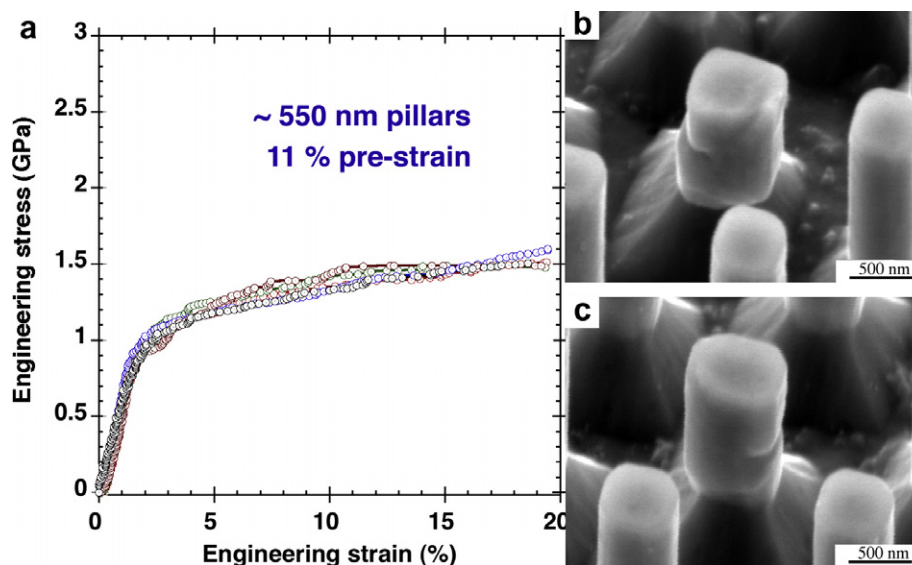 a
3
2.5
2
1.5
1
0.5
0
Engineering stress (GPa)
~ 550 nm pillars
11 % pre-strain
0
5
10
15
20
Engineering strain (%)
b
500 nm
c
500 nm